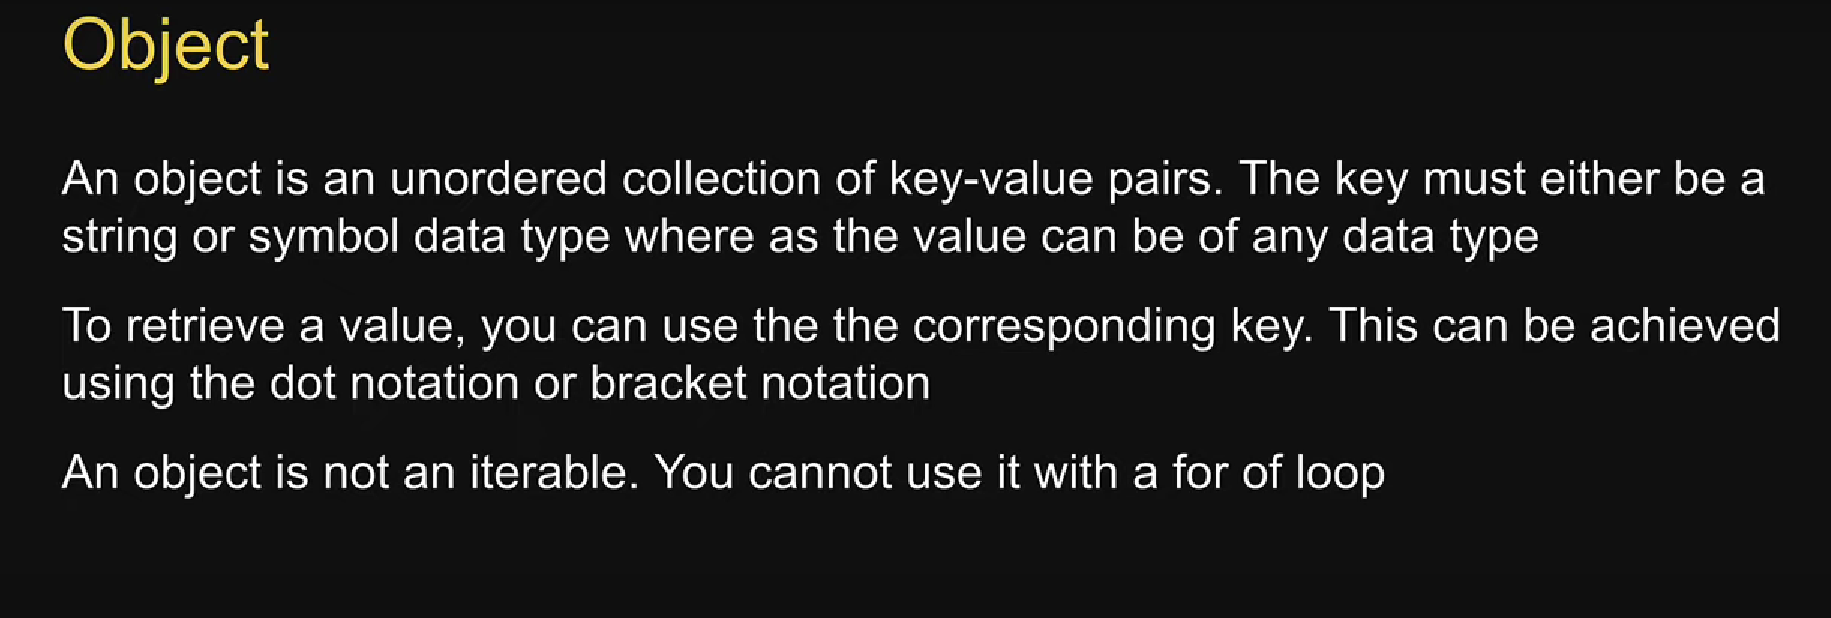 Object
An object is an unordered collection of key-value pairs. The key must either be a
string or symbol data type where as the value can be of any data type
To retrieve a value, you can use the the corresponding key. This can be achieved
using the dot notation or bracket notation
An object is not an iterable. You cannot use it with a for of loop